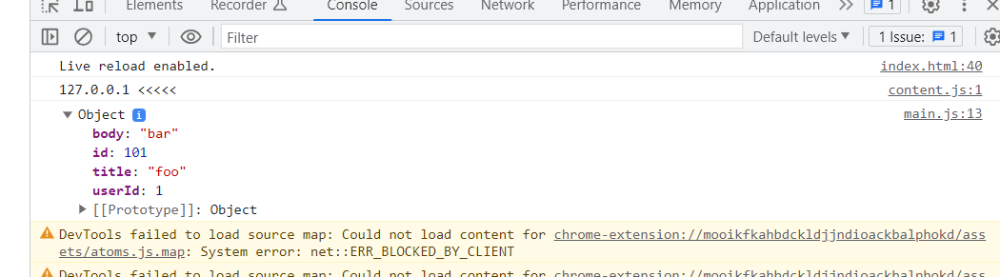 Elements Recorder Console Sources Network Performance Memory Application 1
top Filter Default levels 1 Issue: 1
Live reload enabled. index.html:40
127.0.0.1 <<<<< content.js:1
Object i main.js:13
body: "bar"
id: 101
title: "foo"
userId: 1
[[Prototype]]: Object
DevTools failed to load source map: Could not load content for chrome-extension://mooikfkahbdckldjjndioackbalphokd/ass
ets/atoms.js.map: System error: net::ERR_BLOCKED_BY_CLIENT
DevTools failed to load source map: Could not load content for chrome-extension://mooikfkahbdckldjjndioackbalphokd/ass